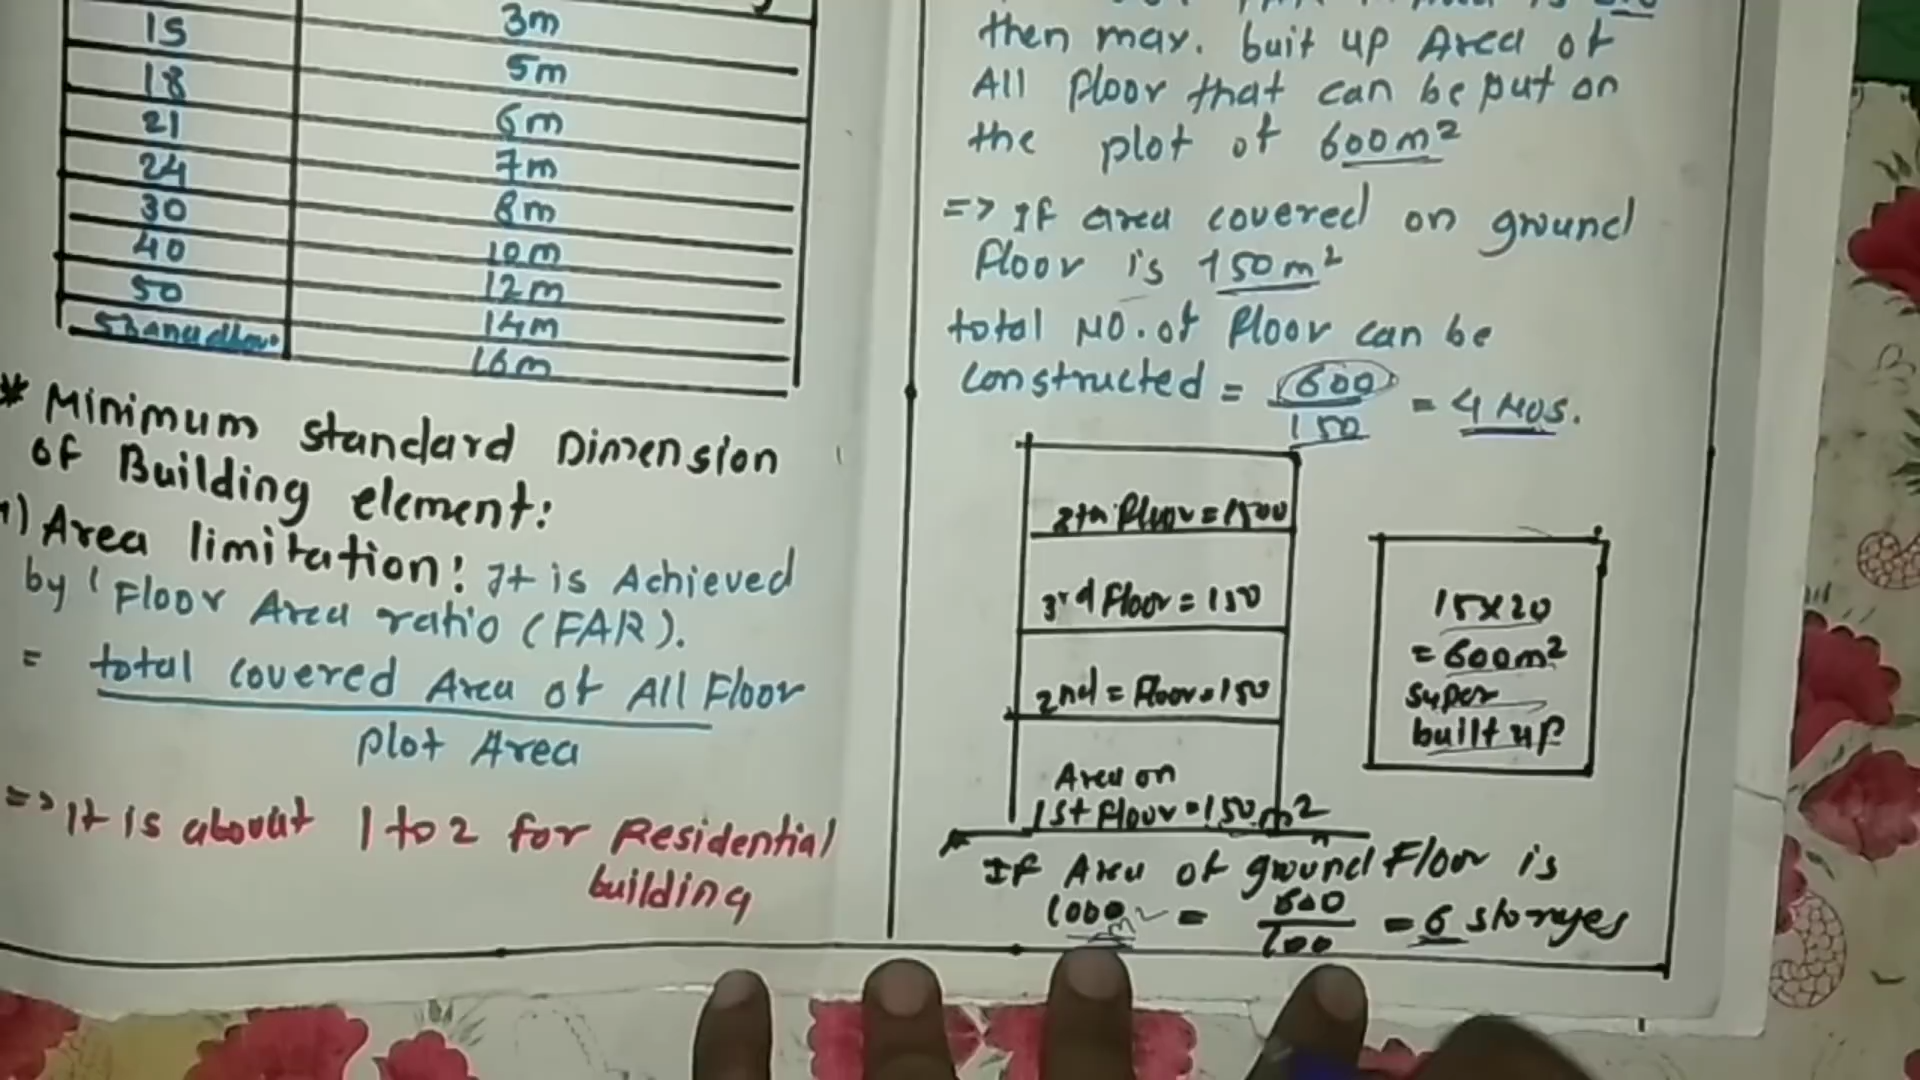 15 3m
18 5m
21 6m
24 7m
30 8m
40 10m
50 12m
14m
16m
* Minimum standard Dimension
of Building element:
1) Area limitation: It is Achieved
by 'Floor Area ratio (FAR).
= total covered Area of All Floor
plot Area
=> It is about 1 to 2 for Residential
building
then max. buit up Area of
All floor that can be put on
the plot of 600m²
=> If area covered on ground
floor is 150m²
total NO. of floor can be
constructed = 600 = 4 Nos.
150
3rd Floor = 150
2nd = Floor = 150
Area on
1st floor = 150m²
15x20
= 600m²
super
built up
If Area of ground Floor is
= 600 = 6 storyes
100